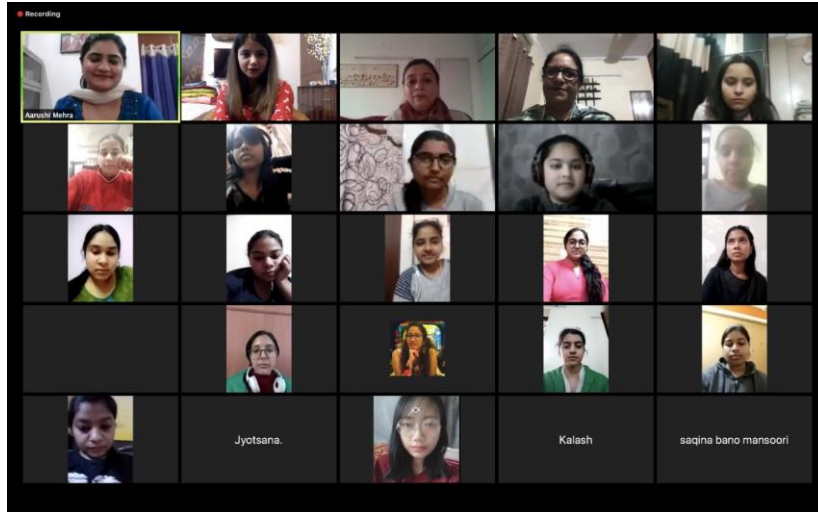 Recording
Aarushi Mehra
Jyotsana.
Kalash
saqina bano mansoori